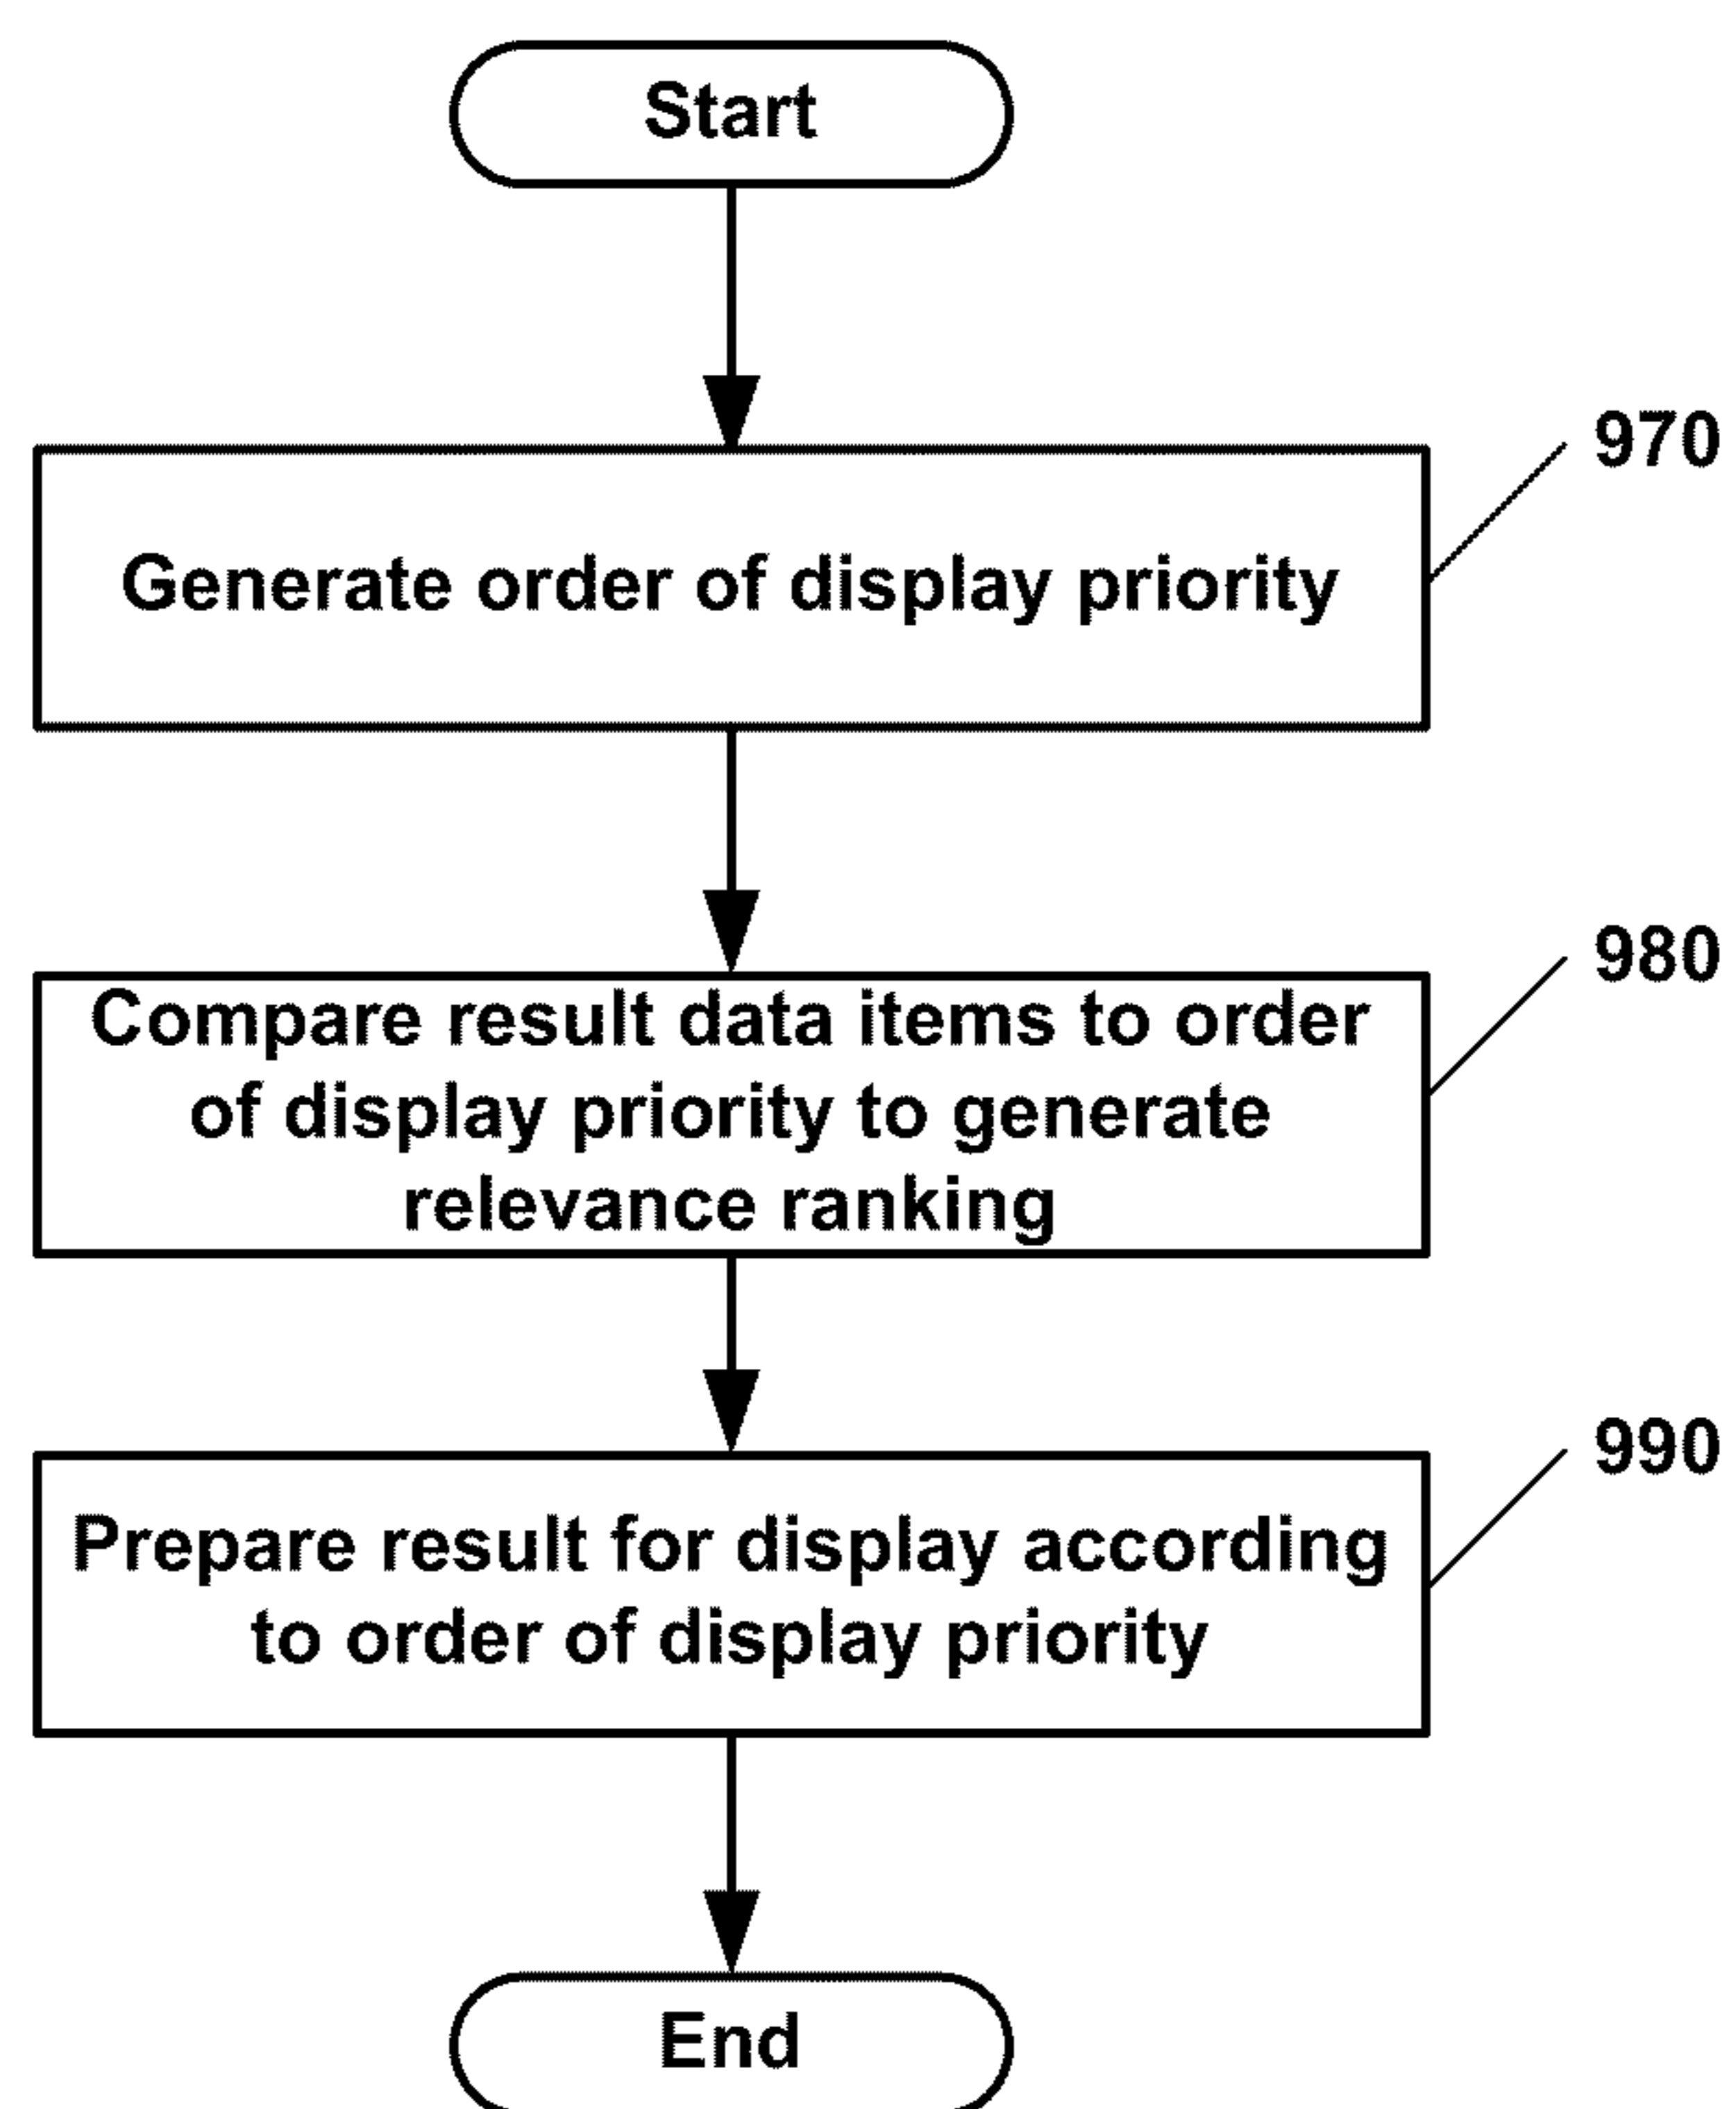 Start
970
Generate order of display priority
980
Compare result data items to order
of display priority to generate
relevance ranking
990
Prepare result for display according
to order of display priority
End